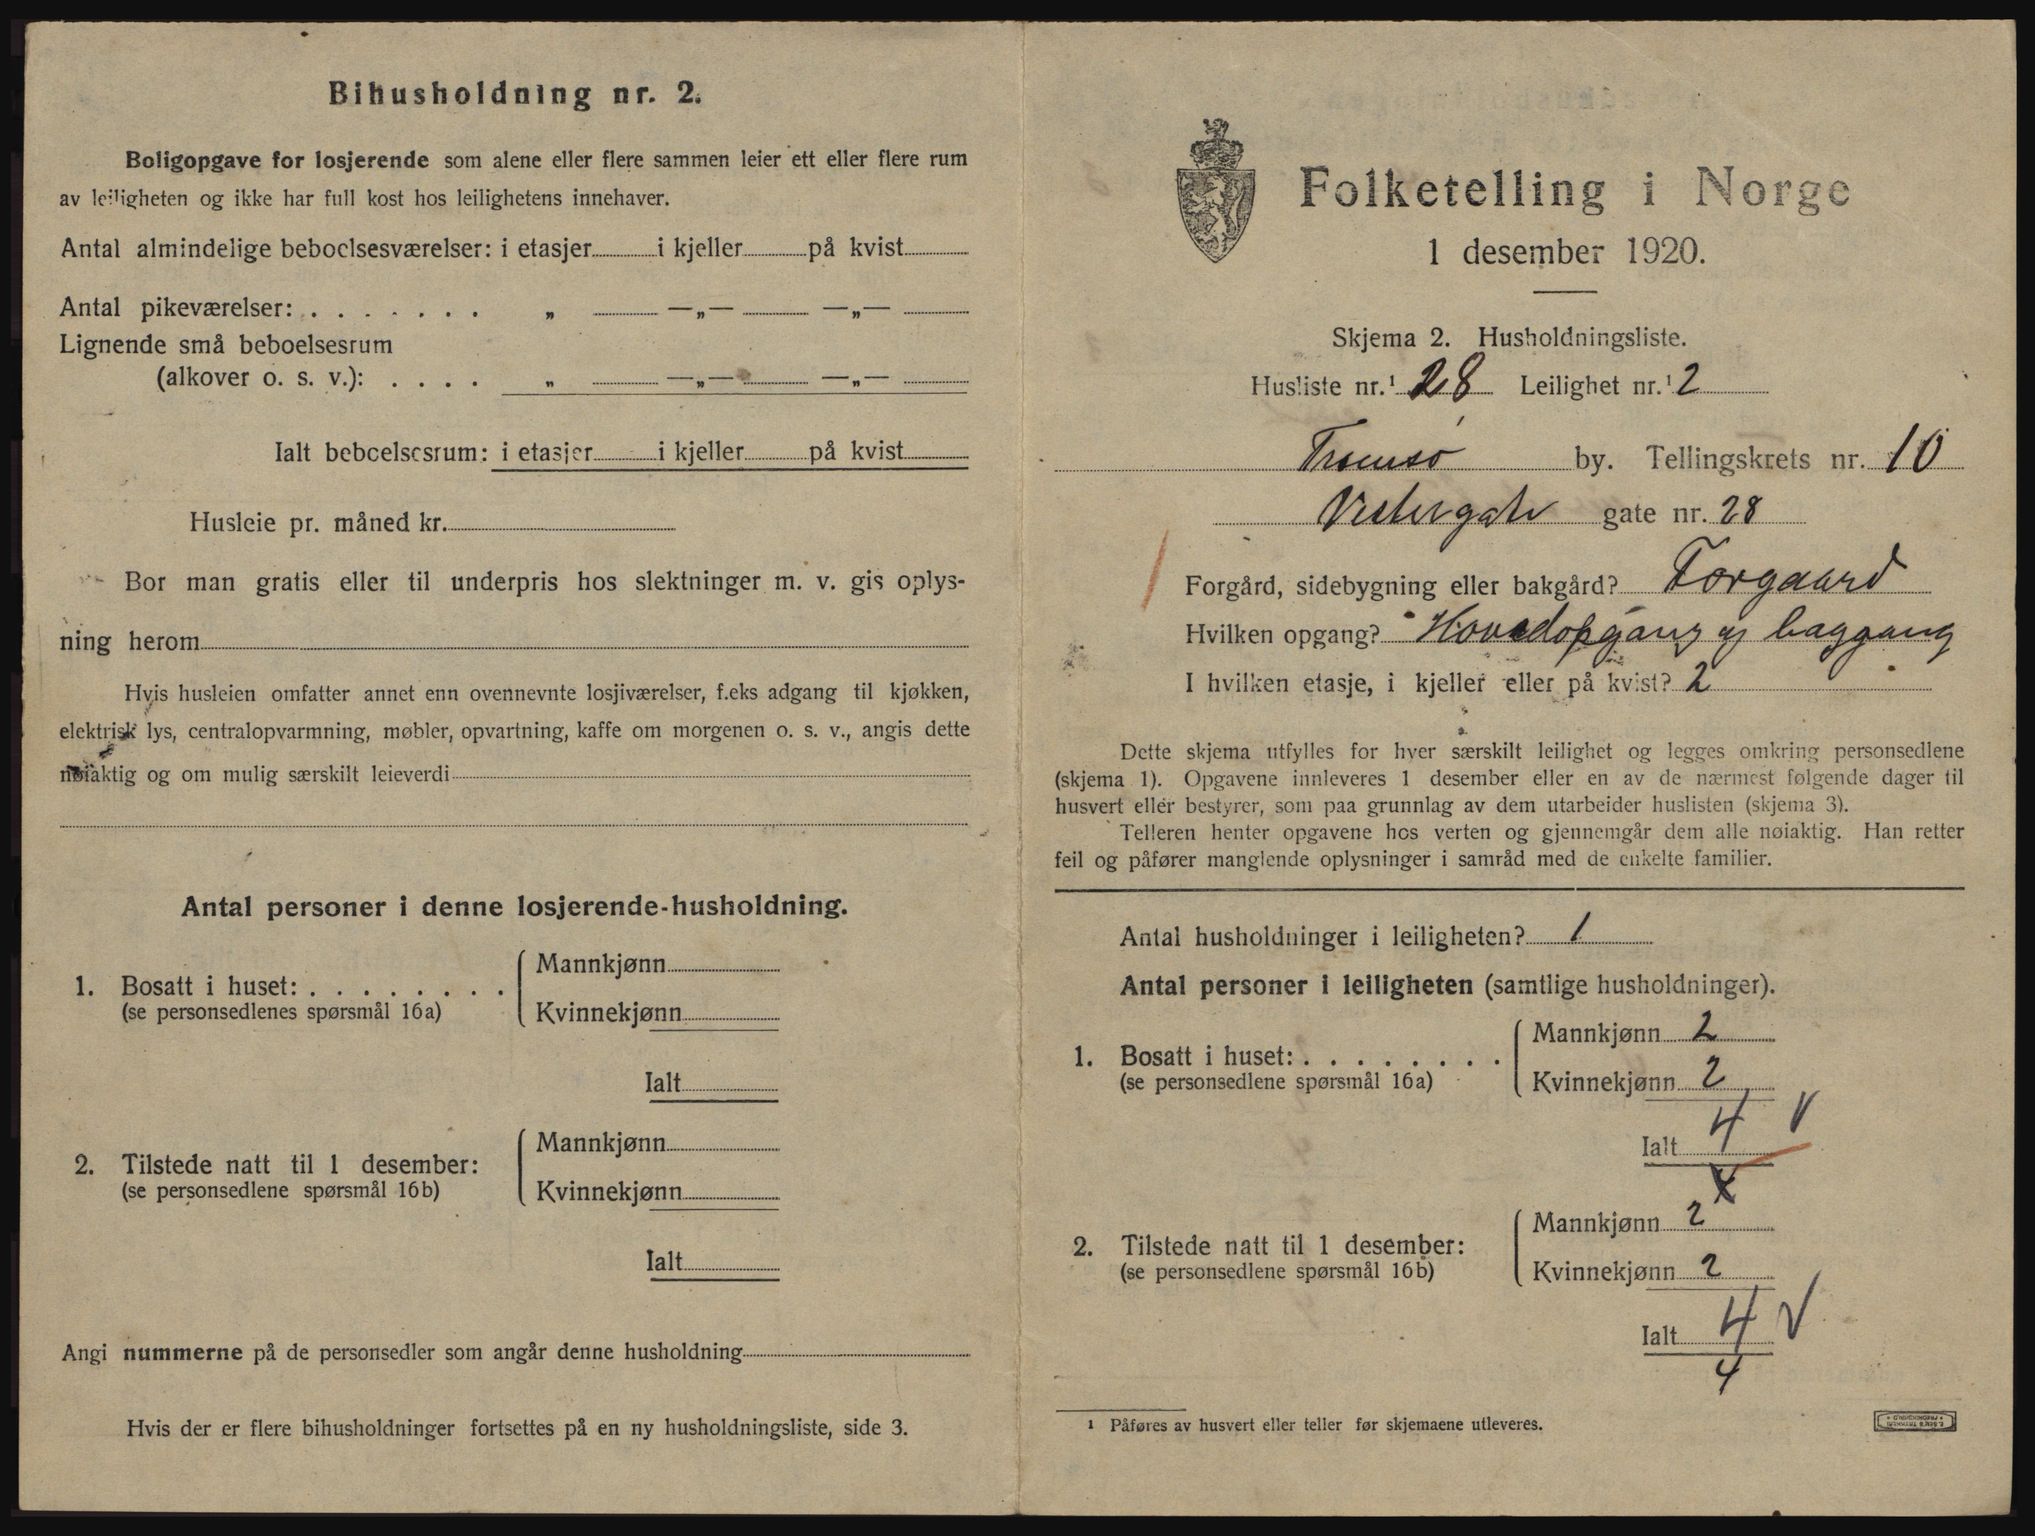 Bihusholdning nr. 2.
Boligopgave for losjerende som alene eller flere sammen leier ett eller flere rum
av leiligheten og ikke har full kost hos leilighetens innehaver.
Antal almindelige beboelsesværelser: i etasjer i kjeller på kvist
Antal pikeværelser: . . . . . . . „ —„— —„—
Lignende små beboelsesrum
(alkover o. s. v.): . . . . „ —„— —„—
Ialt beboelsesrum: i etasjer i kjeller på kvist
Husleie pr. måned kr.
Bor man gratis eller til underpris hos slektninger m. v. gis oplys-
ning herom
Hvis husleien omfatter annet enn ovennevnte losjiværelser, f.eks adgang til kjøkken,
elektrisk lys, centralopvarmning, møbler, opvartning, kaffe om morgenen o. s. v., angis dette
nøiaktig og om mulig særskilt leieverdi
Antal personer i denne losjerende-husholdning.
1. Bosatt i huset: . . . . . . . .
(se personsedlenes spørsmål 16a)
Mannkjønn
Kvinnekjønn
Ialt
2. Tilstede natt til 1 desember:
(se personsedlene spørsmål 16b)
Mannkjønn
Kvinnekjønn
Ialt
Angi nummerne på de personsedler som angår denne husholdning
Hvis der er flere bihusholdninger fortsettes på en ny husholdningsliste, side 3.
Folketelling i Norge
1 desember 1920.
Skjema 2. Husholdningsliste.
Husliste nr.¹ 28 Leilighet nr.¹ 2
Tromsø by. Tellingskrets nr. 10
Vestergate gate nr. 28
Forgård, sidebygning eller bakgård? Forgaard
Hvilken opgang? Hovedopgang og baggang
I hvilken etasje, i kjeller eller på kvist? 2
Dette skjema utfylles for hver særskilt leilighet og legges omkring personsedlene
(skjema 1). Opgavene innleveres 1 desember eller en av de nærmest følgende dager til
husvert eller bestyrer, som paa grunnlag av dem utarbeider huslisten (skjema 3).
Telleren henter opgavene hos verten og gjennemgår dem alle nøiaktig. Han retter
feil og påfører manglende oplysninger i samråd med de enkelte familier.
Antal husholdninger i leiligheten? 1
Antal personer i leiligheten (samtlige husholdninger).
1. Bosatt i huset: . . . . . . . .
(se personsedlene spørsmål 16a)
Mannkjønn 2
Kvinnekjønn 2
Ialt 4 V
4
2. Tilstede natt til 1 desember:
(se personsedlene spørsmål 16b)
Mannkjønn 2
Kvinnekjønn 2
Ialt 4 V
4
¹ Påføres av husvert eller teller før skjemaene utleveres.